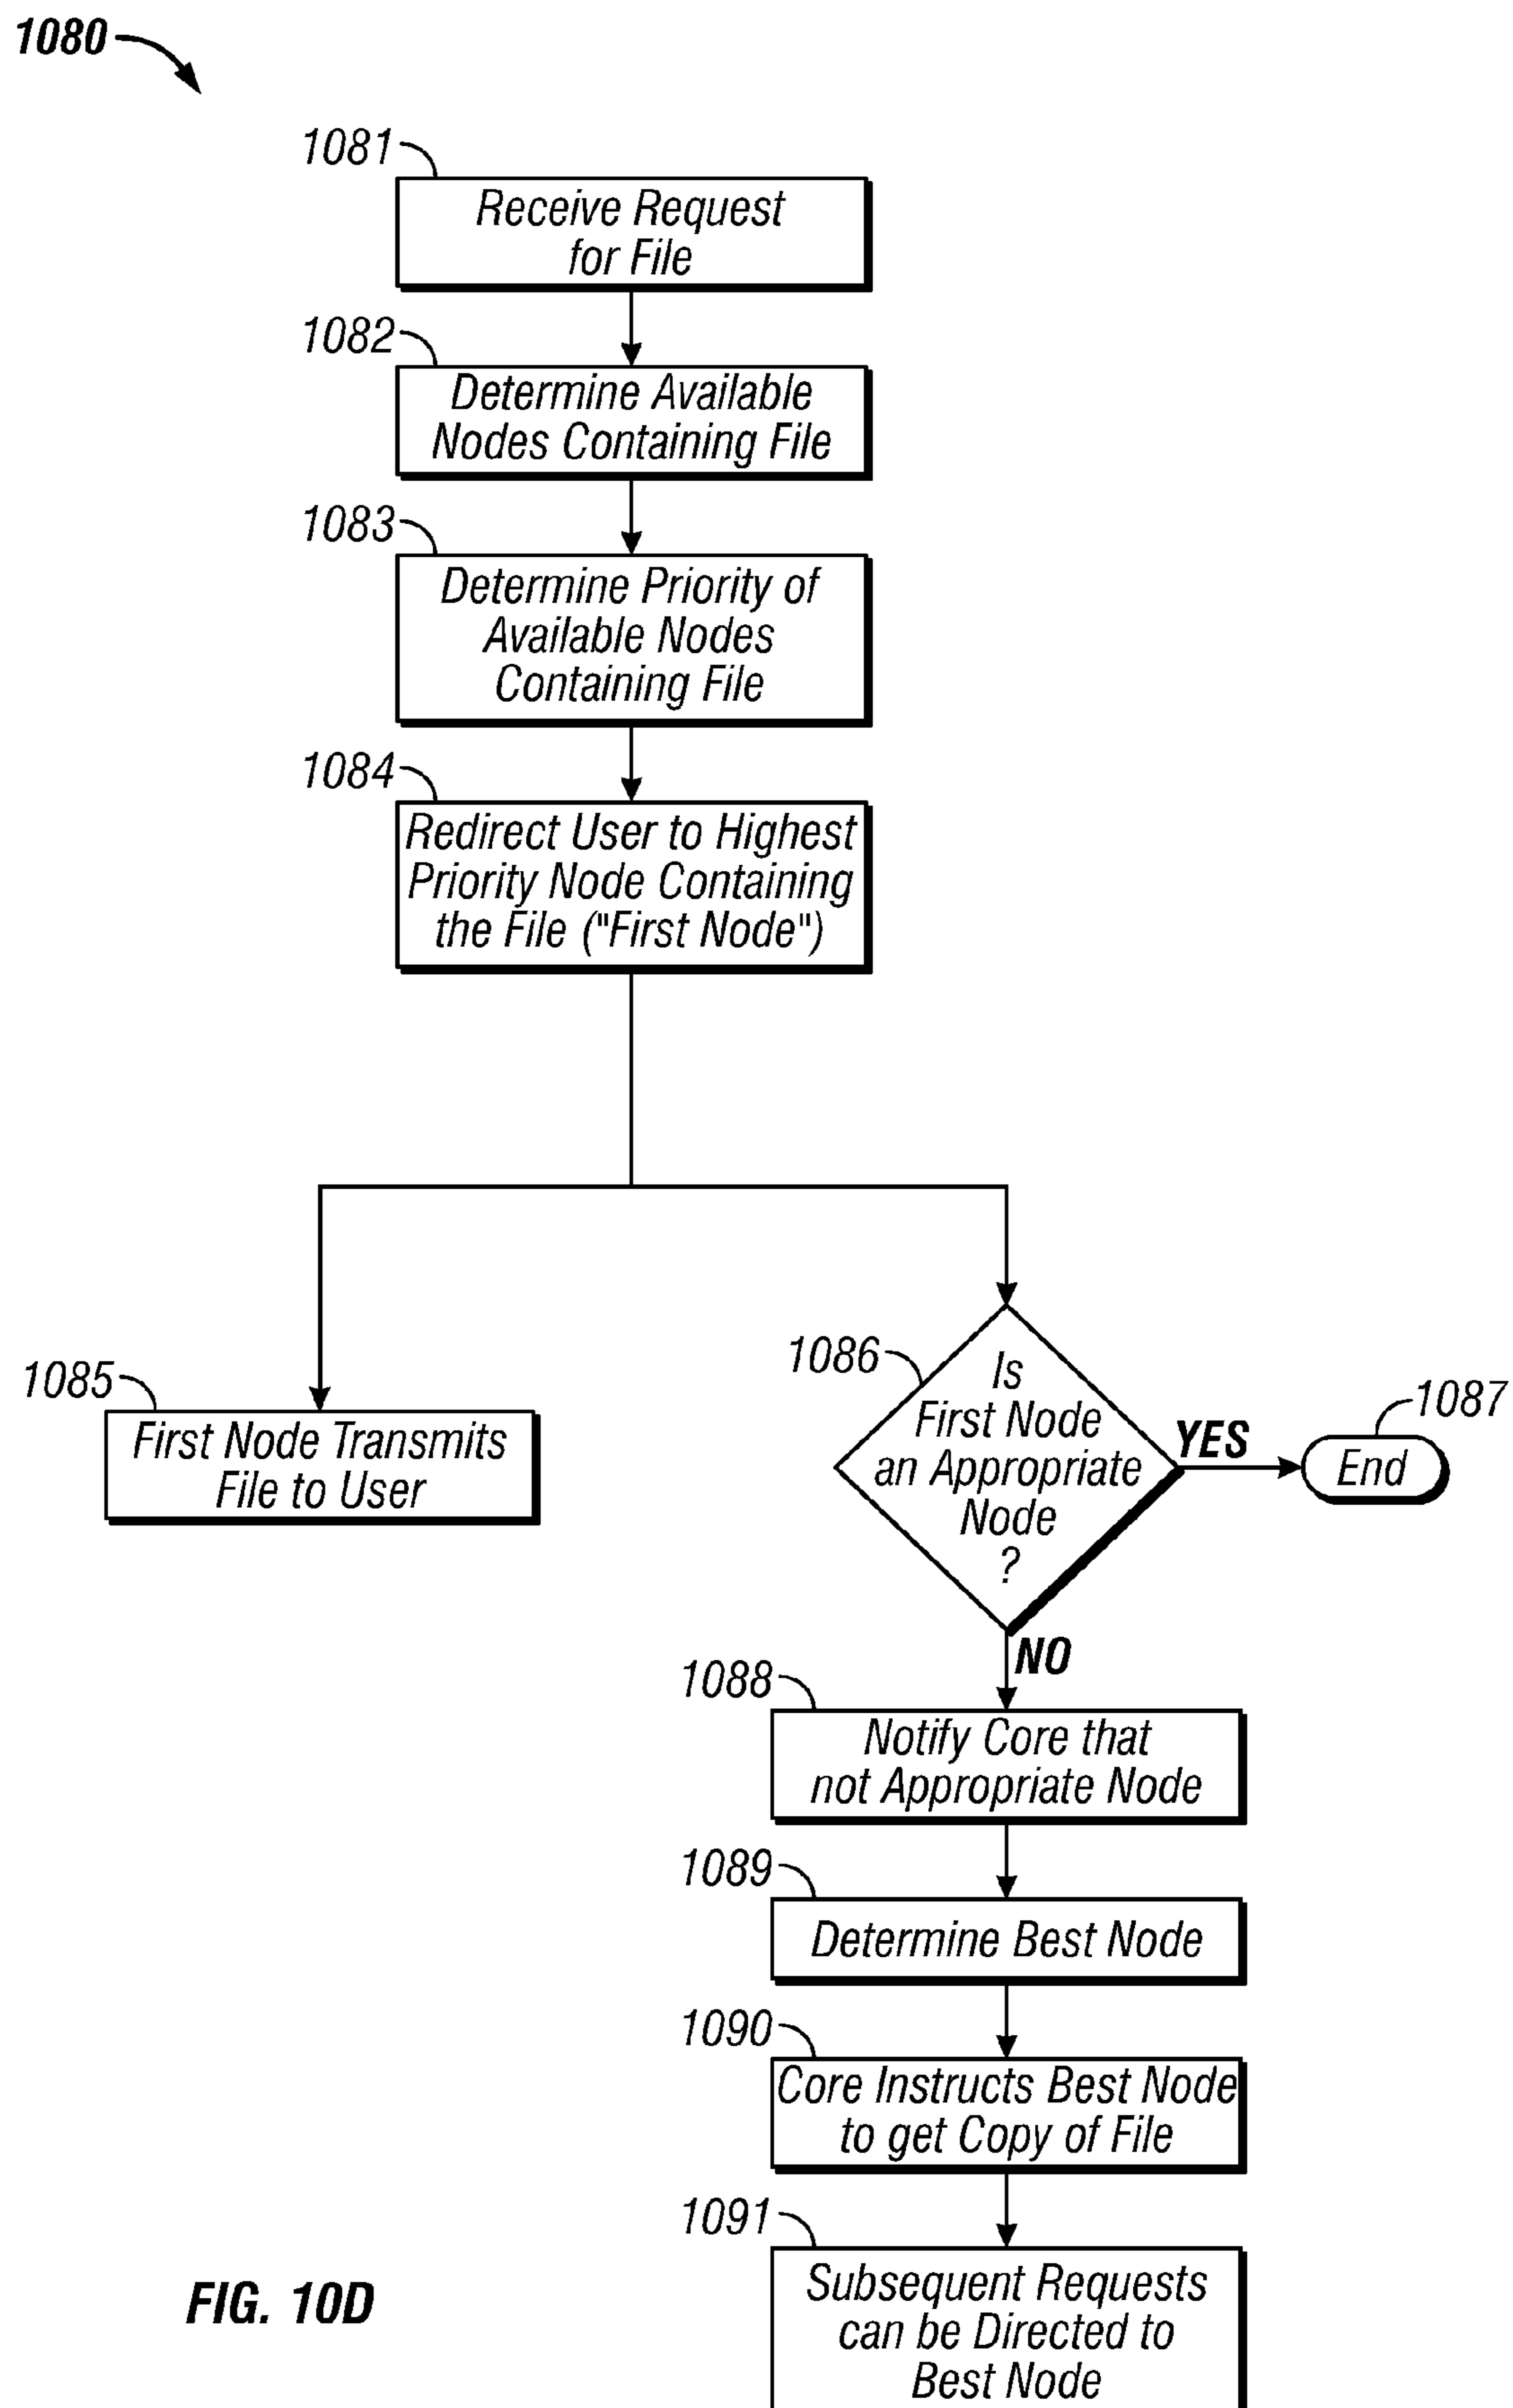 1080
1081
Receive Request
for File
1082
Determine Available
Nodes Containing File
1083
Determine Priority of
Available Nodes
Containing File
1084
Redirect User to Highest
Priority Node Containing
the File ("First Node")
1085
First Node Transmits
File to User
1086
Is
First Node
an Appropriate
Node
?
YES
1087
End
NO
1088
Notify Core that
not Appropriate Node
1089
Determine Best Node
1090
Core Instructs Best Node
to get Copy of File
1091
Subsequent Requests
can be Directed to
Best Node
FIG. 10D